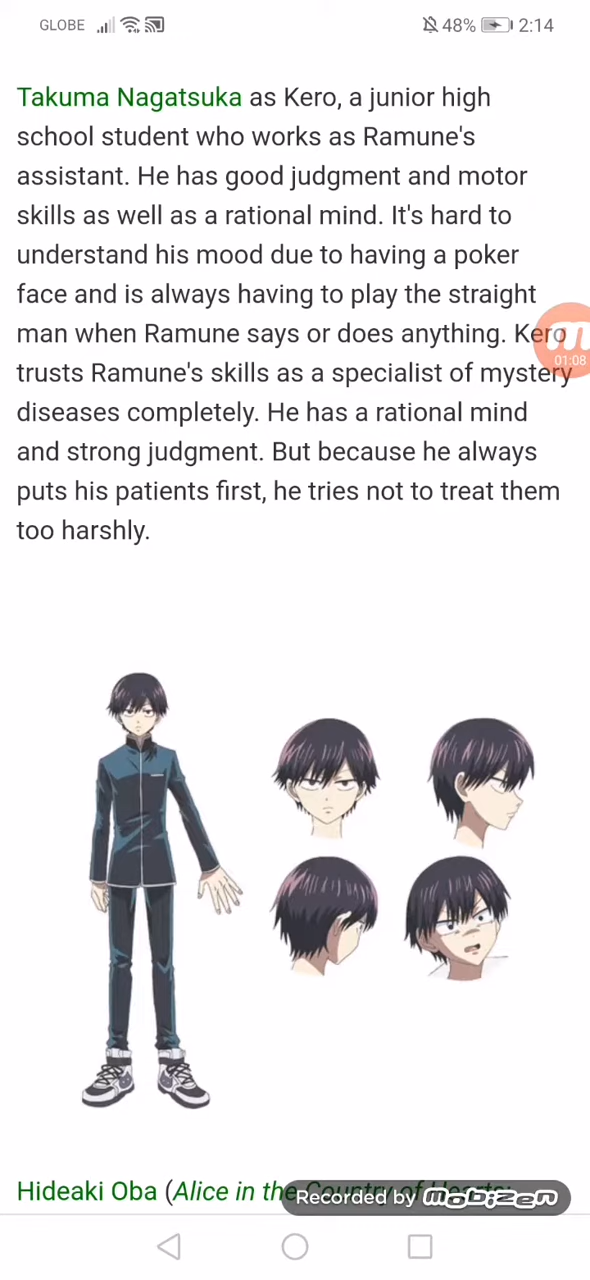 GLOBE 48% 2:14
Takuma Nagatsuka as Kero, a junior high
school student who works as Ramune's
assistant. He has good judgment and motor
skills as well as a rational mind. It's hard to
understand his mood due to having a poker
face and is always having to play the straight
man when Ramune says or does anything. Kero
trusts Ramune's skills as a specialist of mystery
01:08
diseases completely. He has a rational mind
and strong judgment. But because he always
puts his patients first, he tries not to treat them
too harshly.
Hideaki Oba (Alice in the Country of Hearts:
Recorded by mobizen